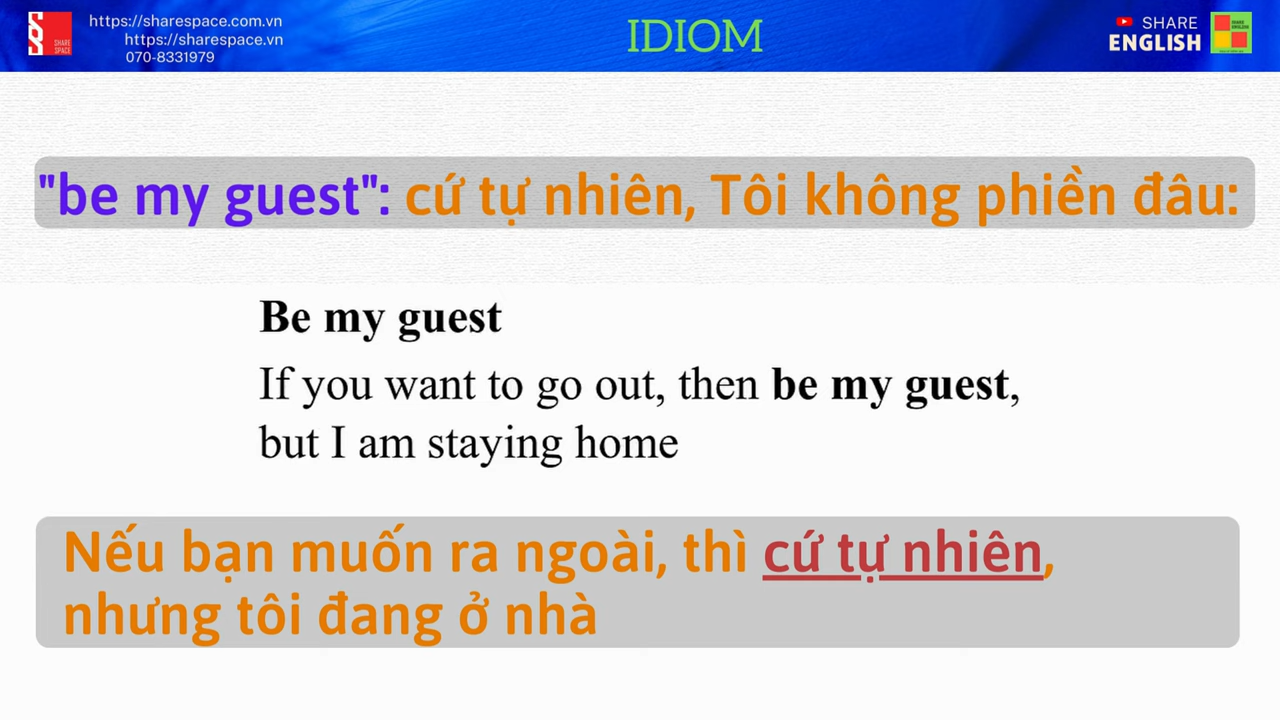 https://sharespace.com.vn
https://sharespace.vn
070-8331979
SHARE
SPACE
IDIOM
SHARE
ENGLISH
"be my guest": cứ tự nhiên, Tôi không phiền đâu:
Be my guest
If you want to go out, then be my guest,
but I am staying home
Nếu bạn muốn ra ngoài, thì cứ tự nhiên,
nhưng tôi đang ở nhà